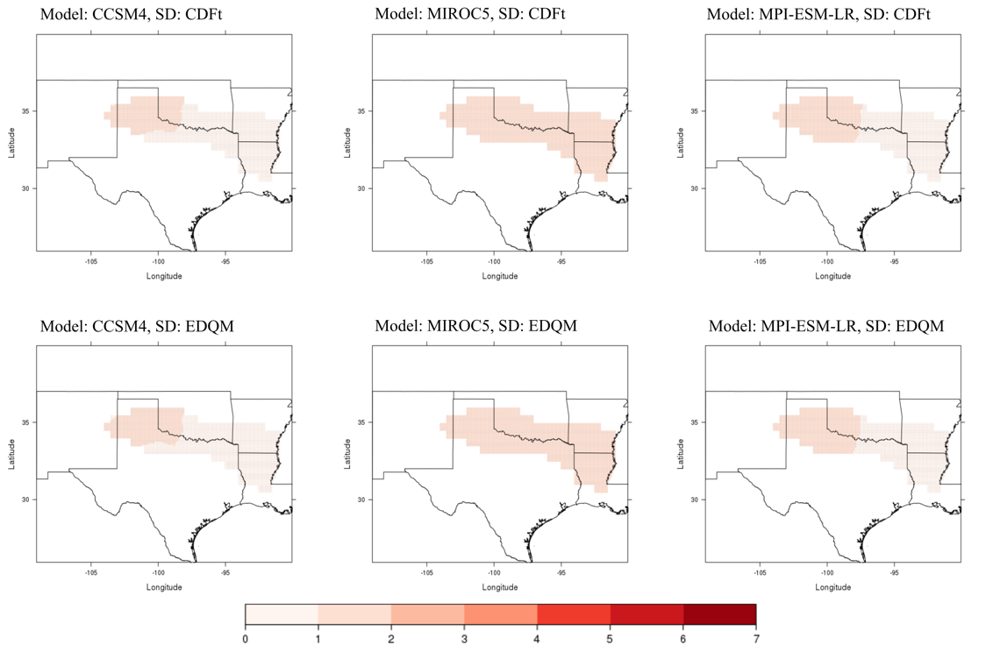 Model: CCSM4, SD: CDFt
Model: MIROC5, SD: CDFt
Model: MPI-ESM-LR, SD: CDFt
Latitude
35
30
-105
-100
-95
Longitude
Latitude
35
30
-105
-100
-95
Longitude
Latitude
35
30
-105
-100
-95
Longitude
Model: CCSM4, SD: EDQM
Model: MIROC5, SD: EDQM
Model: MPI-ESM-LR, SD: EDQM
Latitude
35
30
-105
-100
-95
Longitude
Latitude
35
30
-105
-100
-95
Longitude
Latitude
35
30
-105
-100
-95
Longitude
0 1 2 3 4 5 6 7